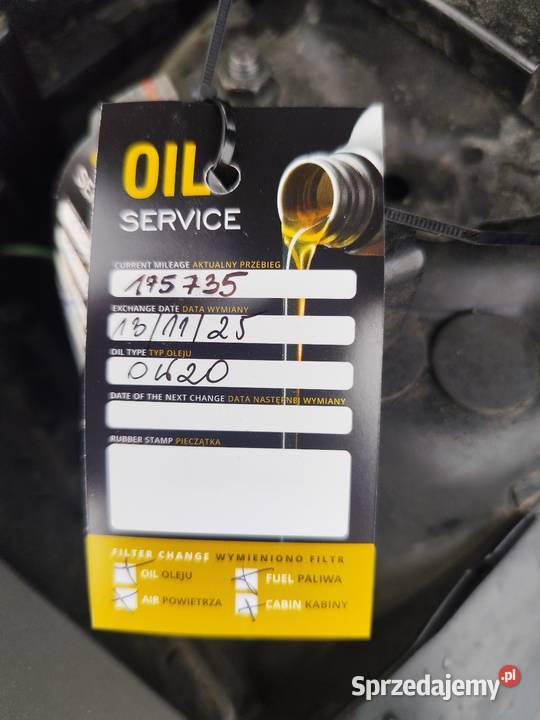 OIL
SERVICE
CURRENT MILEAGE AKTUALNY PRZEBIEG
175735
EXCHANGE DATE DATA WYMIANY
13/11/25
OIL TYPE TYP OLEJU
0W20
DATE OF THE NEXT CHANGE DATA NASTĘPNEJ WYMIANY
RUBBER STAMP PIECZĄTKA
FILTER CHANGE WYMIENIONO FILTR
OIL OLEJU
FUEL PALIWA
AIR POWIETRZA
CABIN KABINY
Sprzedajemy.pl